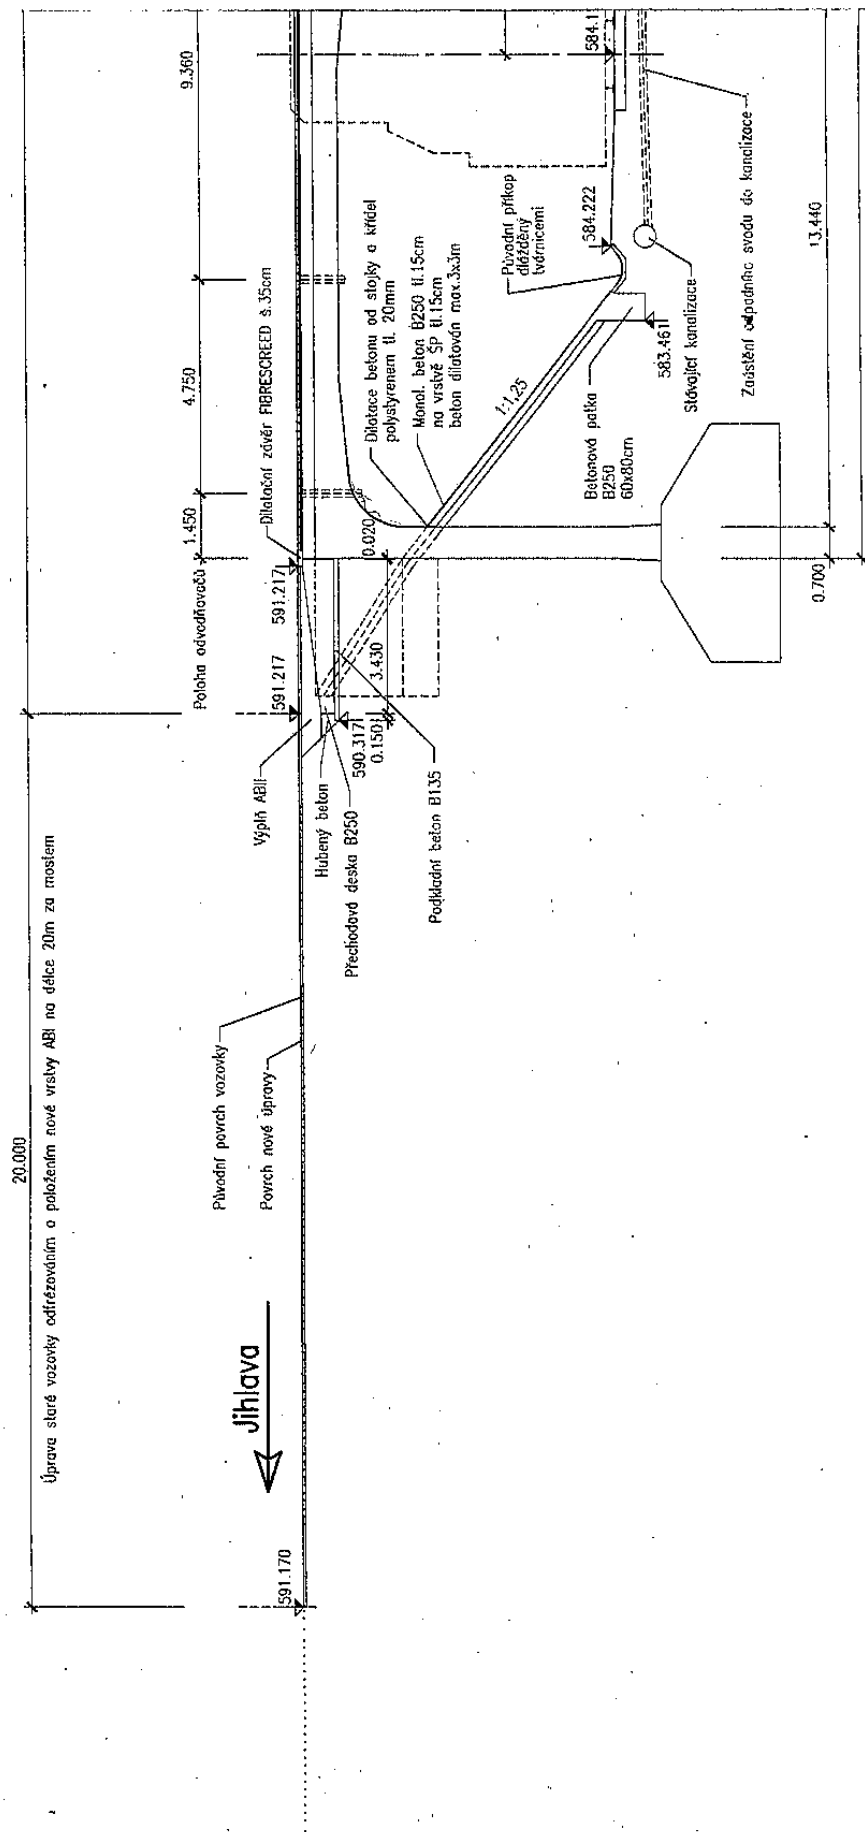 20.000
Úprava staré vozovky odfrézováním a položením nové vrstvy ABI na délce 20m za mostem
Poloha odvodňovačů
1.450
4.750
9.360
591.170
591.217
591.217
Dilatační závěr FIBRESCREED š.35cm
Jihlava
Původní povrch vozovky
Povrch nové úpravy
Výplň ABII
Hubený beton
Přechodová deska B250
Podkladní beton B135
590.317
0.150
3.430
0.020
Dilatace betonu od stojky a křídel
polystyrenem tl. 20mm
Monol. beton B250 tl.15cm
na vrstvě ŠP tl.15cm
beton dilatován max.3x3m
1:1,25
Původní příkop
dlážděný
tvárnicemi
584.222
584.1
Betonová patka
B250
60x80cm
583.461
Stávající kanalizace
Zaústění odpadního svodu do kanalizace
0.700
13.440